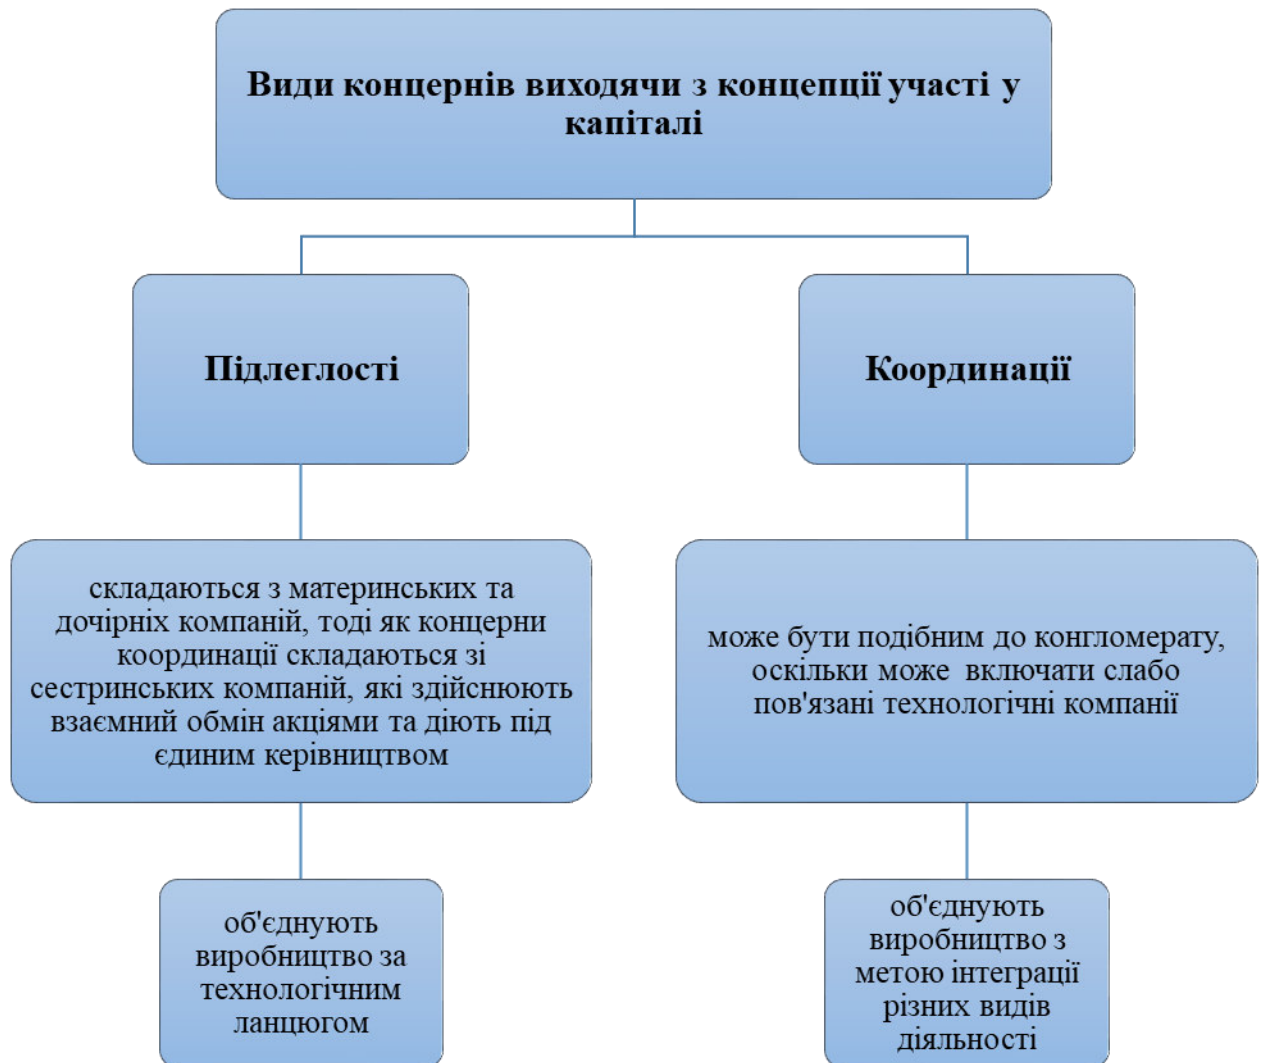 Види концернів виходячи з концепції участі у
капіталі
Підлеглості
Координації
складаються з материнських та
дочірніх компаній, тоді як концерни
координації складаються зі
сестринських компаній, які здійснюють
взаємний обмін акціями та діють під
єдиним керівництвом
може бути подібним до конгломерату,
оскільки може  включати слабо
пов'язані технологічні компанії
об'єднують
виробництво за
технологічним
ланцюгом
об'єднують
виробництво з
метою інтеграції
різних видів
діяльності